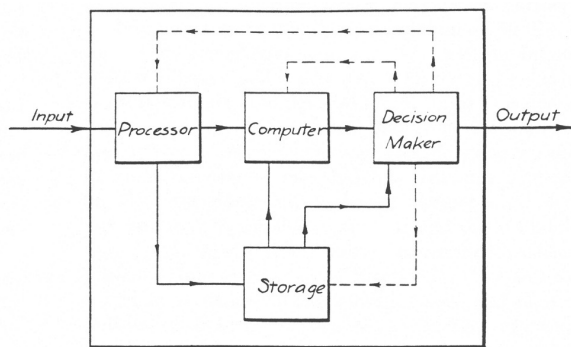 Input
Processor
Computer
Decision
Maker
Output
Storage